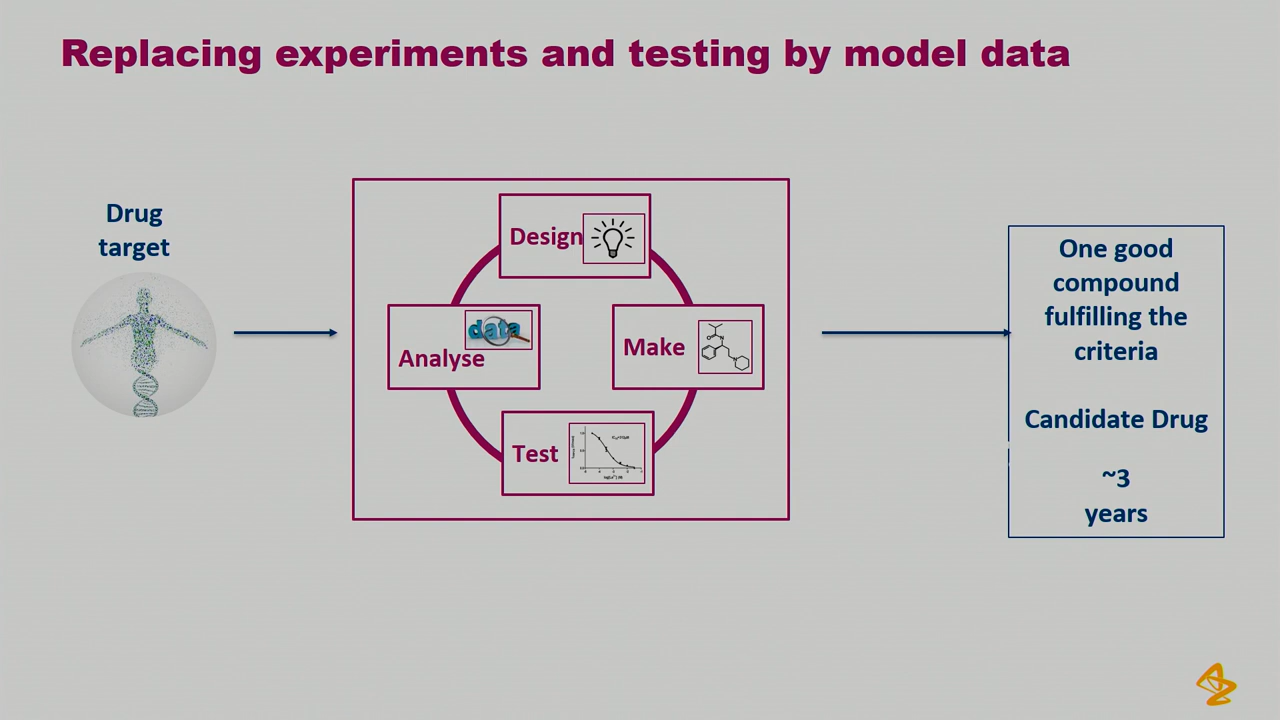 Replacing experiments and testing by model data
Drug
target
Design
Analyse
data
Make
Test
One good
compound
fulfilling the
criteria
Candidate Drug
~3
years